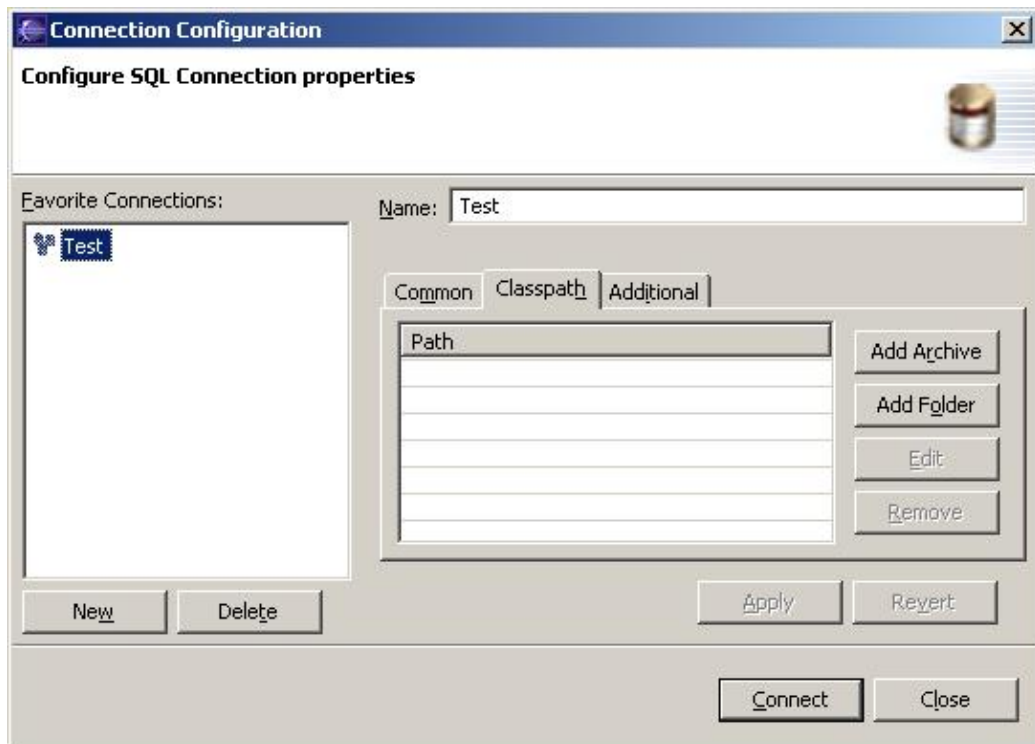 Connection Configuration
Configure SQL Connection properties
Favorite Connections:
Name: Test
Test
Common Classpath Additional
Path
Add Archive
Add Folder
Edit
Remove
Apply Revert
New Delete
Connect Close